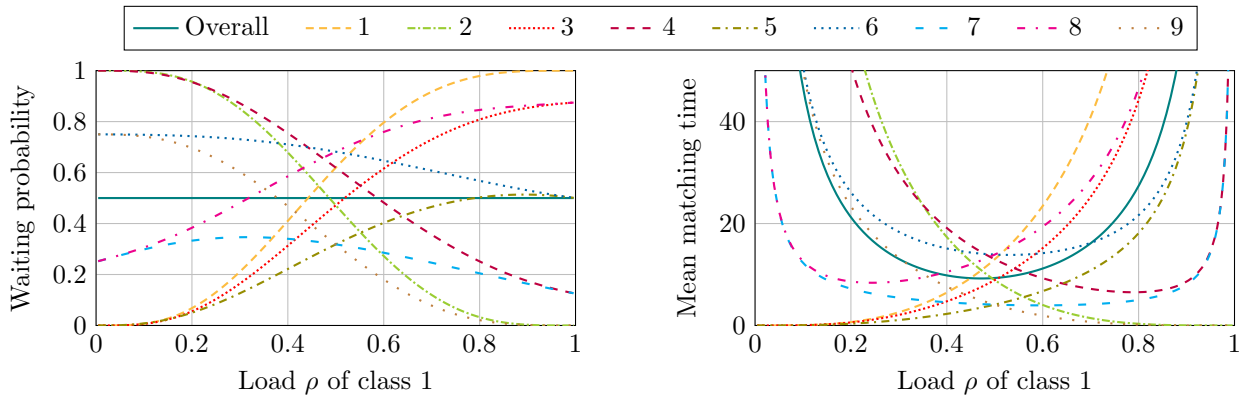 Overall 1 2 3 4 5 6 7 8 9
Waiting probability
1
0.8
0.6
0.4
0.2
0
0 0.2 0.4 0.6 0.8 1
Load ρ of class 1
Mean matching time
40
20
0
0 0.2 0.4 0.6 0.8 1
Load ρ of class 1